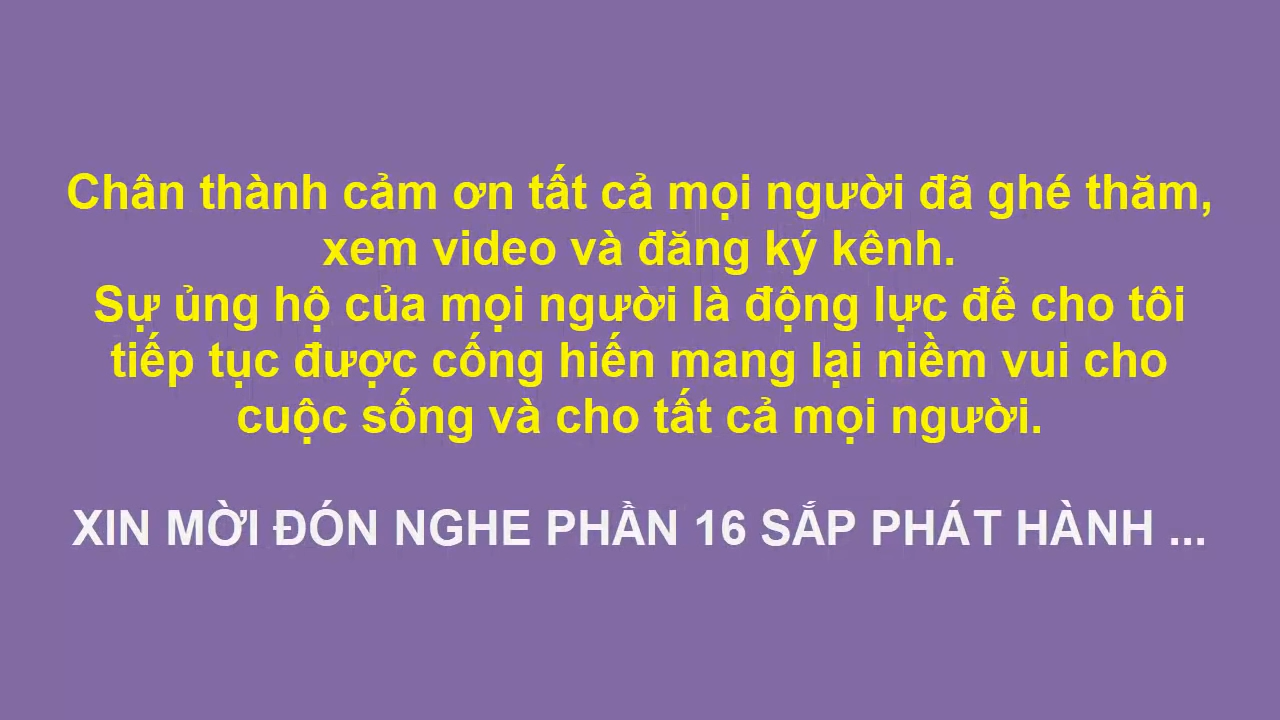 Chân thành cảm ơn tất cả mọi người đã ghé thăm,
xem video và đăng ký kênh.
Sự ủng hộ của mọi người là động lực để cho tôi
tiếp tục được cống hiến mang lại niềm vui cho
cuộc sống và cho tất cả mọi người.
XIN MỜI ĐÓN NGHE PHẦN 16 SẮP PHÁT HÀNH ...